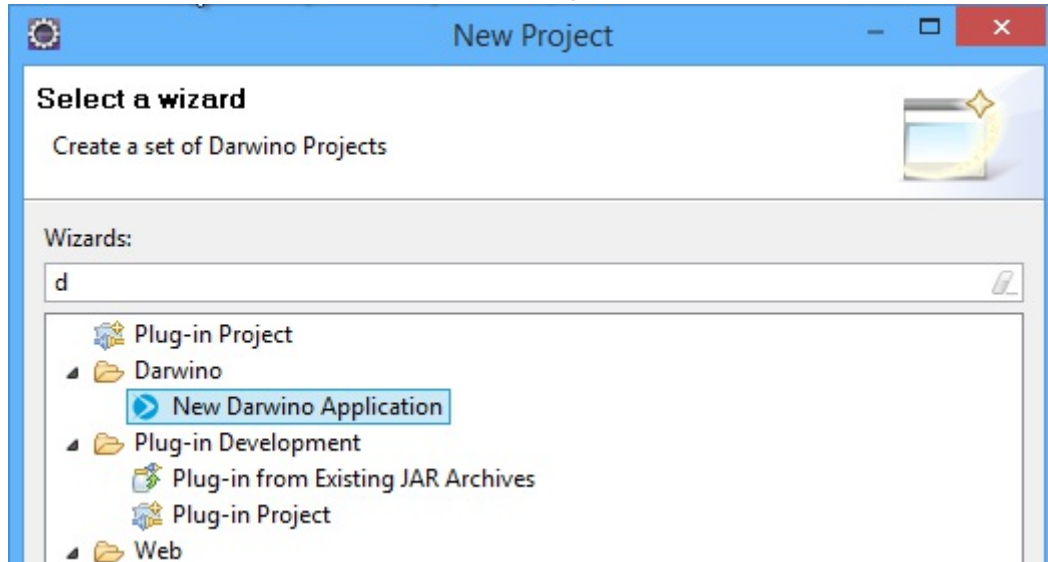 New Project
Select a wizard
Create a set of Darwino Projects
Wizards:
d
Plug-in Project
Darwino
New Darwino Application
Plug-in Development
Plug-in from Existing JAR Archives
Plug-in Project
Web